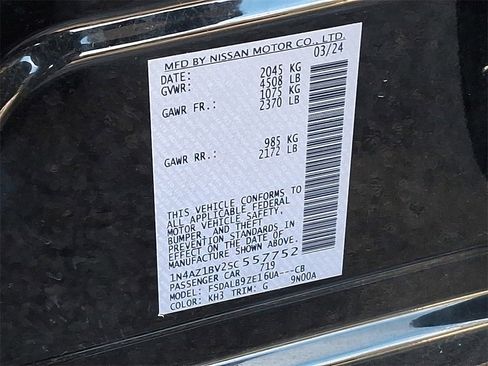 MFD BY NISSAN MOTOR CO., LTD.
DATE: 03/24
GVWR: 2045 KG
4508 LB
GAWR FR.: 1075 KG
2370 LB
GAWR RR.: 985 KG
2172 LB
THIS VEHICLE CONFORMS TO
ALL APPLICABLE FEDERAL
MOTOR VEHICLE SAFETY,
BUMPER, AND THEFT
PREVENTION STANDARDS IN
EFFECT ON THE DATE OF
MANUFACTURE SHOWN ABOVE.
1N4AZ1BV2SC557752
PASSENGER CAR 719
MODEL: FSDALB9ZE16UA---CB
COLOR: KH3 TRIM: G 9N00A